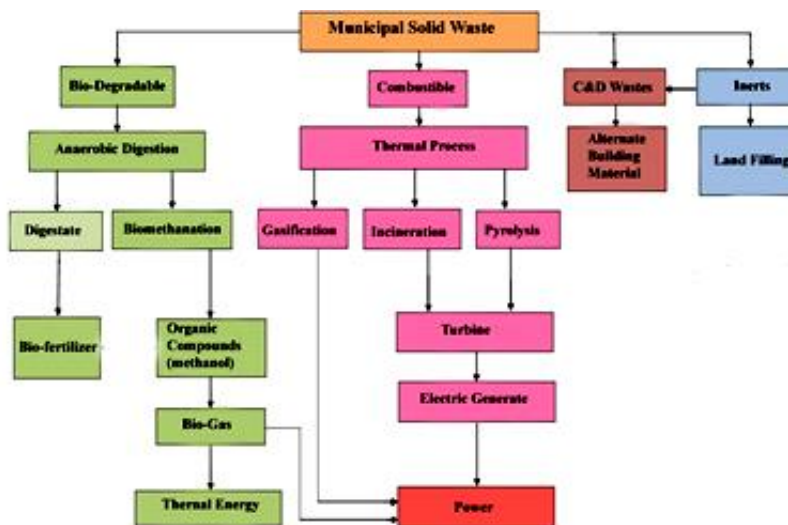 Municipal Solid Waste
Bio-Degradable
Combustible
C&D Wastes
Inerts
Anaerobic Digestion
Thermal Process
Alternate
Building
Material
Land Filling
Digestate
Biomethanation
Gasification
Incineration
Pyrolysis
Bio-fertilizer
Organic
Compounds
(methanol)
Turbine
Bio-Gas
Electric Generate
Thenal Energy
Power